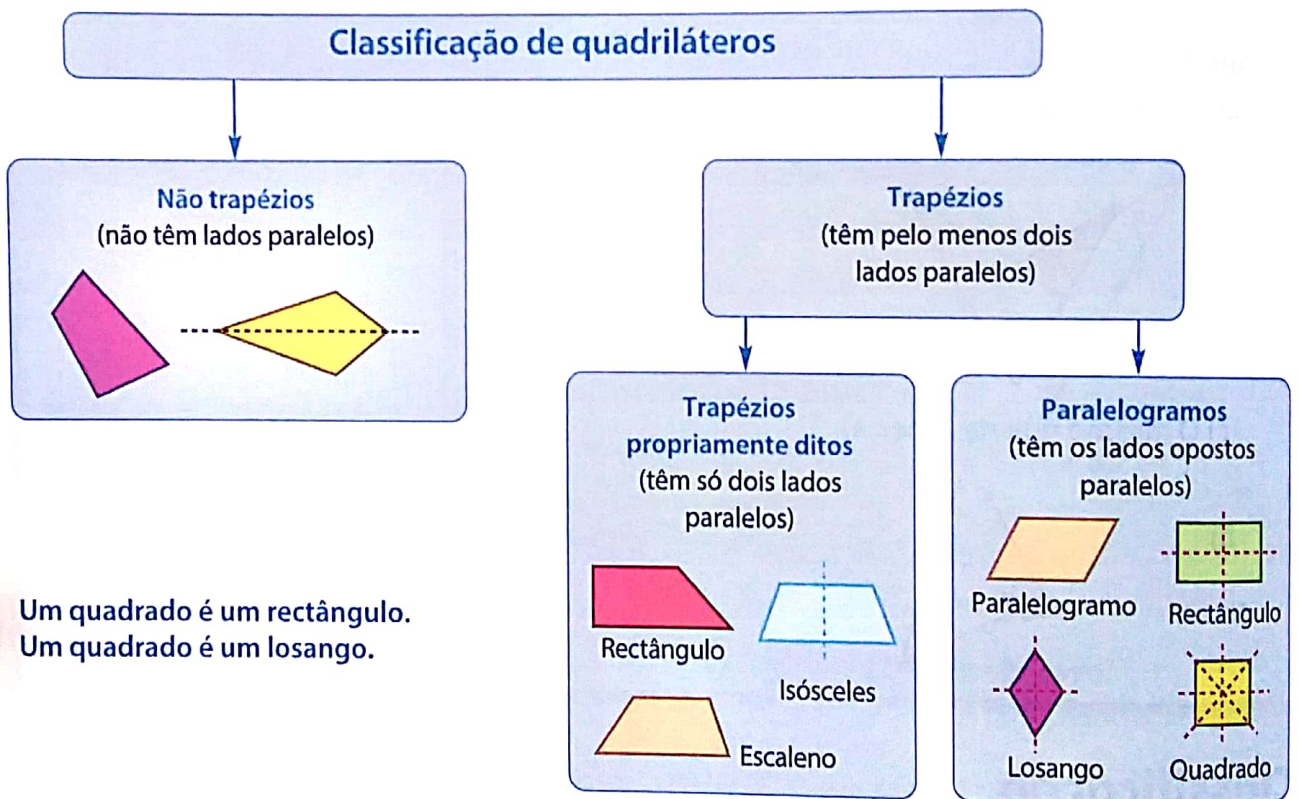 Classificação de quadriláteros
Não trapézios
(não têm lados paralelos)
Trapézios
(têm pelo menos dois
lados paralelos)
Trapézios
propriamente ditos
(têm só dois lados
paralelos)
Rectângulo
Isósceles
Escaleno
Paralelogramos
(têm os lados opostos
paralelos)
Paralelogramo
Rectângulo
Losango
Quadrado
Um quadrado é um rectângulo.
Um quadrado é um losango.